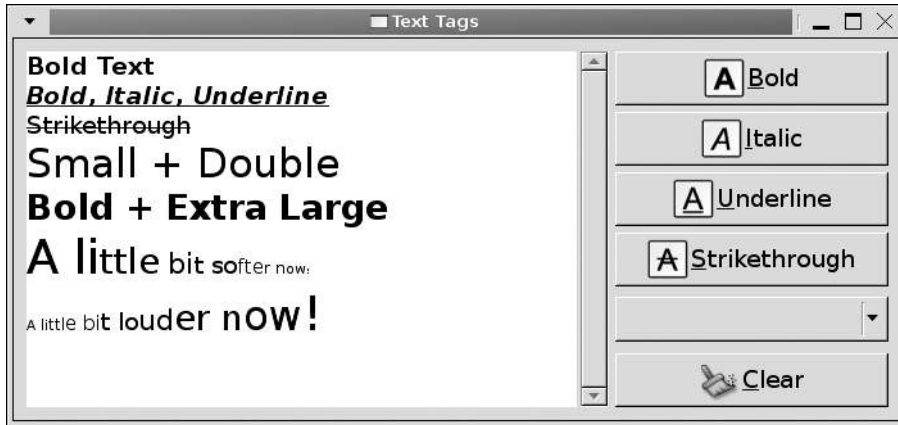 Text Tags
Bold Text
Bold, Italic, Underline
Strikethrough
Small + Double
Bold + Extra Large
A little bit softer now:
A little bit louder now!
A Bold
A Italic
A Underline
A Strikethrough
Clear